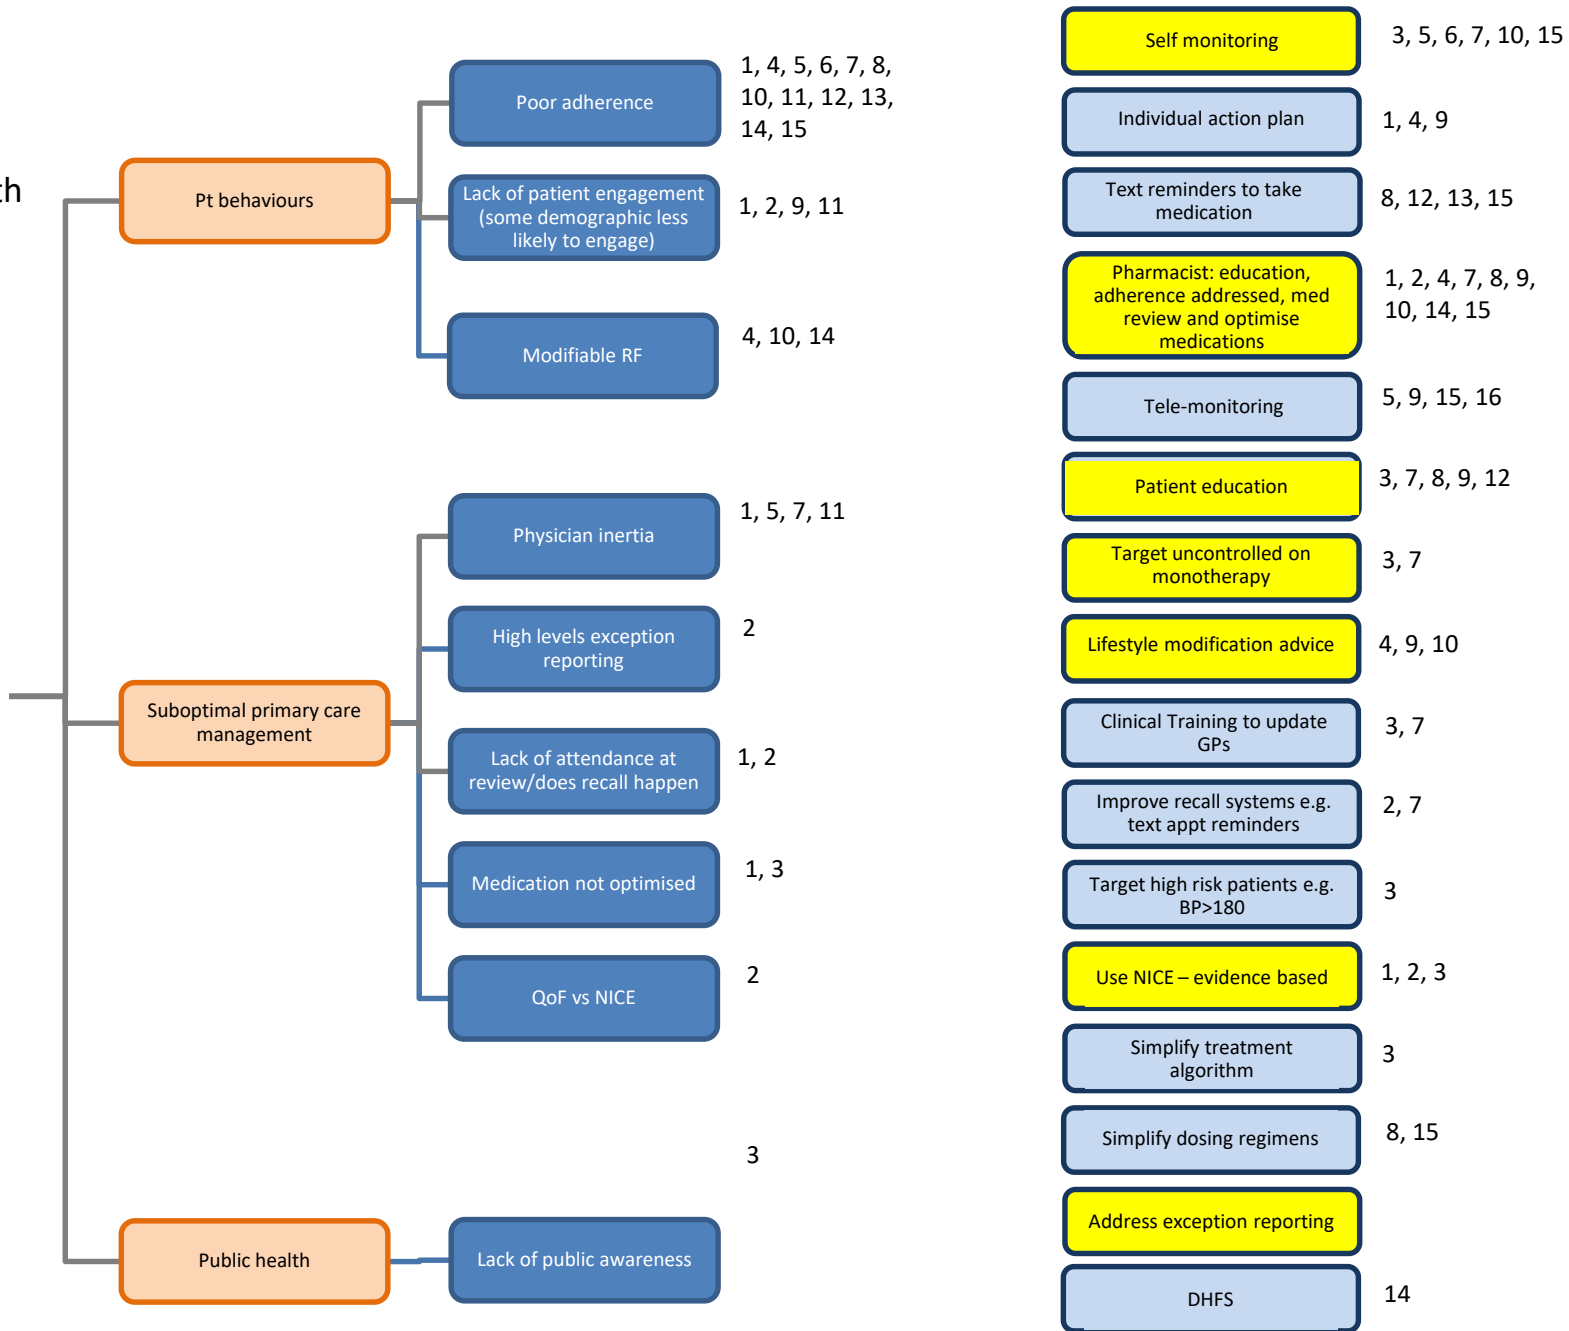 th
Pt behaviours
Suboptimal primary care
management
Public health
Poor adherence
1, 4, 5, 6, 7, 8,
10, 11, 12, 13,
14, 15
Lack of patient engagement
(some demographic less
likely to engage)
1, 2, 9, 11
Modifiable RF
4, 10, 14
Physician inertia
1, 5, 7, 11
High levels exception
reporting
2
Lack of attendance at
review/does recall happen
1, 2
Medication not optimised
1, 3
QoF vs NICE
2
3
Lack of public awareness
Self monitoring
3, 5, 6, 7, 10, 15
Individual action plan
1, 4, 9
Text reminders to take
medication
8, 12, 13, 15
Pharmacist: education,
adherence addressed, med
review and optimise
medications
1, 2, 4, 7, 8, 9,
10, 14, 15
Tele-monitoring
5, 9, 15, 16
Patient education
3, 7, 8, 9, 12
Target uncontrolled on
monotherapy
3, 7
Lifestyle modification advice
4, 9, 10
Clinical Training to update
GPs
3, 7
Improve recall systems e.g.
text appt reminders
2, 7
Target high risk patients e.g.
BP>180
3
Use NICE – evidence based
1, 2, 3
Simplify treatment
algorithm
3
Simplify dosing regimens
8, 15
Address exception reporting
DHFS
14